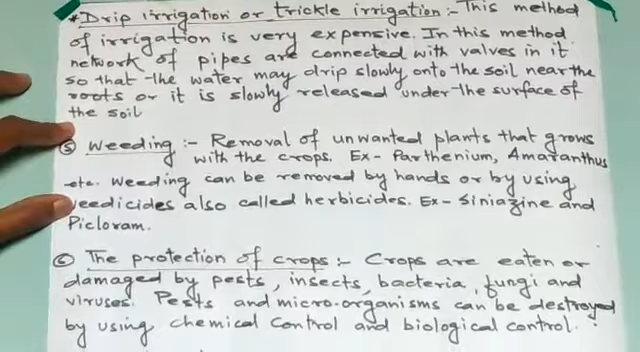 * Drip irrigation or trickle irrigation :- This method
of irrigation is very expensive. In this method
network of pipes are connected with valves in it
so that the water may drip slowly onto the soil near the
roots or it is slowly released under the surface of
the soil
⑤ Weeding :- Removal of unwanted plants that grows
with the crops. Ex- Parthenium, Amaranthus
etc. Weeding can be removed by hands or by using
weedicides also called herbicides. Ex- Siniazine and
Picloram.
⑥ The protection of crops :- Crops are eaten or
damaged by pests, insects, bacteria, fungi and
viruses. Pests and micro-organisms can be destroyed
by using chemical control and biological control.